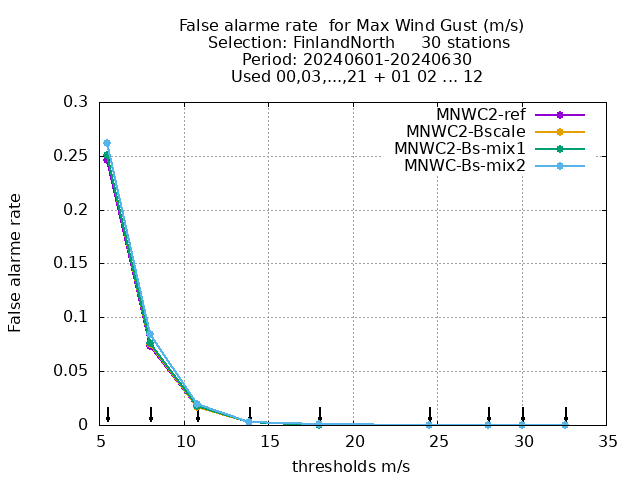 False alarme rate  for Max Wind Gust (m/s)
Selection: FinlandNorth     30 stations
Period: 20240601-20240630
Used 00,03,...,21 + 01 02 ... 12
MNWC2-ref
MNWC2-Bscale
MNWC2-Bs-mix1
MNWC-Bs-mix2
False alarme rate
0.3
0.25
0.2
0.15
0.1
0.05
0
5 10 15 20 25 30 35
thresholds m/s